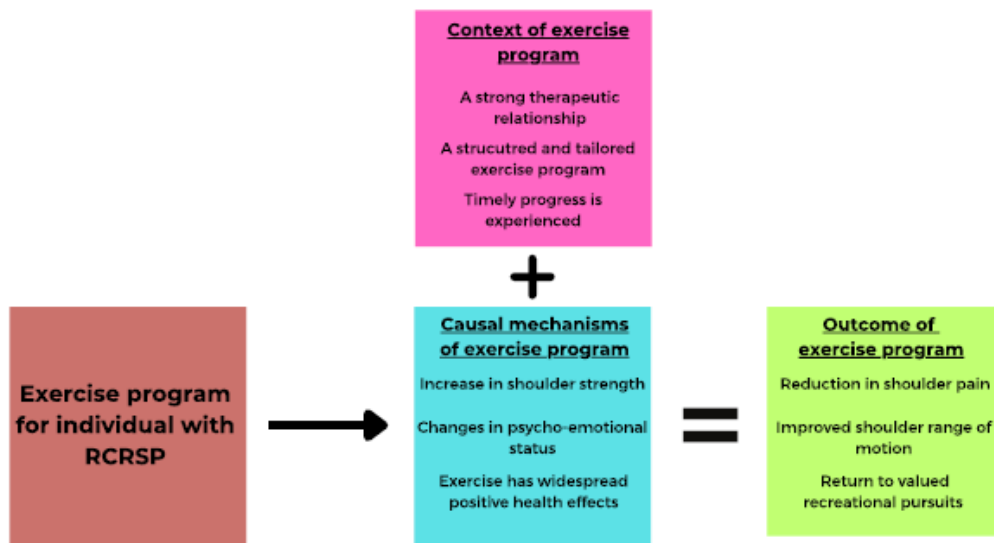 Context of exercise
program
A strong therapeutic
relationship
A strucutred and tailored
exercise program
Timely progress is
experienced
+
Exercise program
for individual with
RCRSP
Causal mechanisms
of exercise program
Increase in shoulder strength
Changes in psycho-emotional
status
Exercise has widespread
positive health effects
=
Outcome of
exercise program
Reduction in shoulder pain
Improved shoulder range of
motion
Return to valued
recreational pursuits